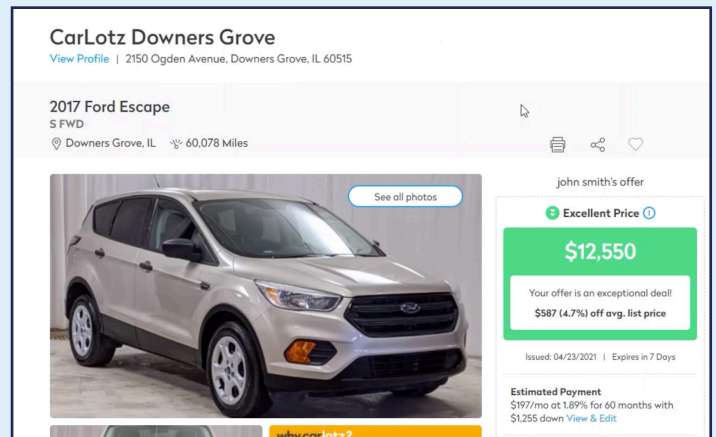 CarLotz Downers Grove
View Profile | 2150 Ogden Avenue, Downers Grove, IL 60515
2017 Ford Escape
S FWD
Downers Grove, IL 60,078 Miles
See all photos
john smith's offer
Excellent Price
$12,550
Your offer is an exceptional deal!
$587 (4.7%) off avg. list price
Issued: 04/23/2021 | Expires in 7 Days
Estimated Payment
$197/mo at 1.89% for 60 months with
$1,255 down View & Edit
why carlotz?